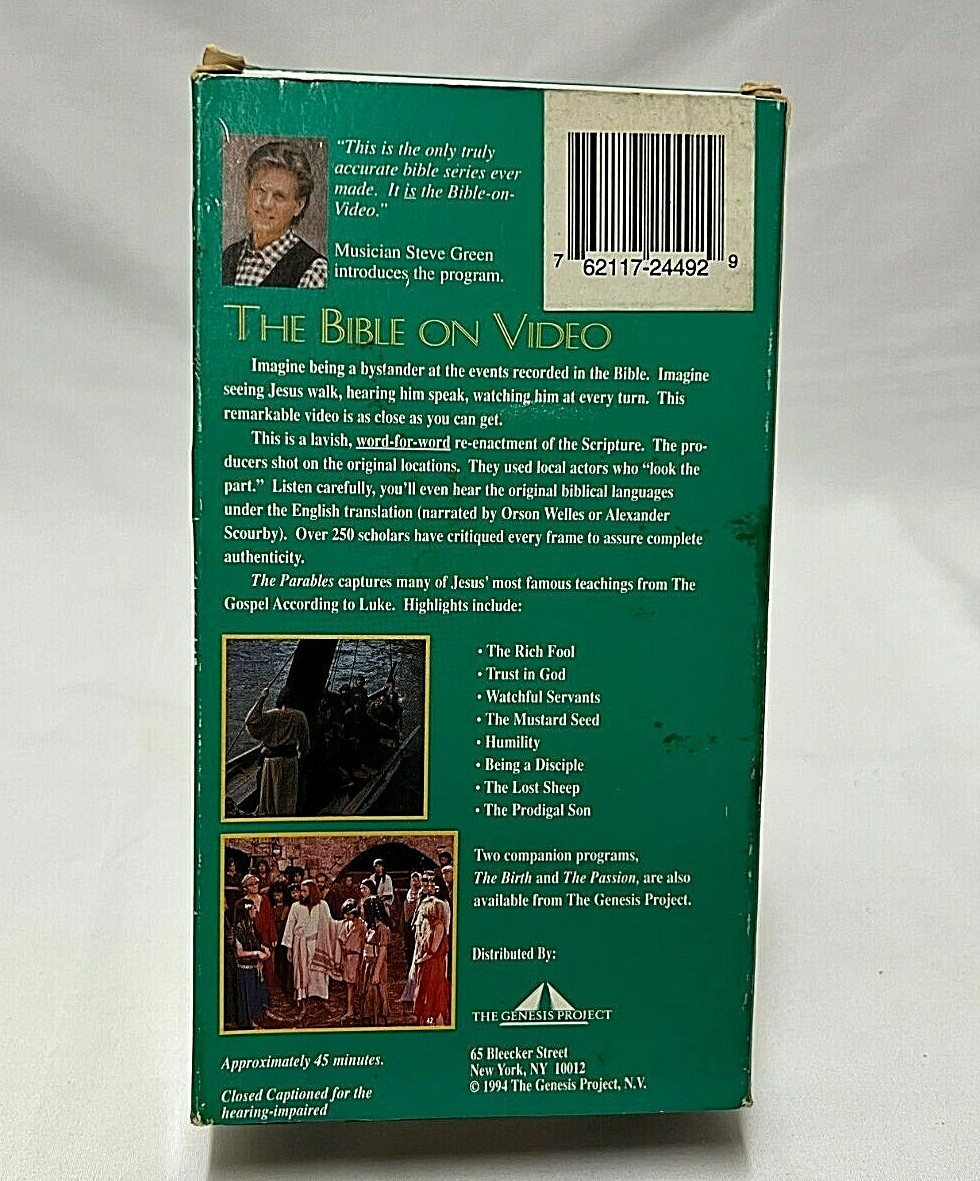 "This is the only truly
accurate bible series ever
made. It is the Bible-on-
Video."
Musician Steve Green
introduces the program.
7 62117-24492 9
THE BIBLE ON VIDEO
Imagine being a bystander at the events recorded in the Bible. Imagine
seeing Jesus walk, hearing him speak, watching him at every turn. This
remarkable video is as close as you can get.
This is a lavish, word-for-word re-enactment of the Scripture. The pro-
ducers shot on the original locations. They used local actors who "look the
part." Listen carefully, you'll even hear the original biblical languages
under the English translation (narrated by Orson Welles or Alexander
Scourby). Over 250 scholars have critiqued every frame to assure complete
authenticity.
The Parables captures many of Jesus' most famous teachings from The
Gospel According to Luke. Highlights include:
• The Rich Fool
• Trust in God
• Watchful Servants
• The Mustard Seed
• Humility
• Being a Disciple
• The Lost Sheep
• The Prodigal Son
Two companion programs,
The Birth and The Passion, are also
available from The Genesis Project.
Distributed By:
THE GENESIS PROJECT
65 Bleecker Street
New York, NY 10012
© 1994 The Genesis Project, N.V.
42
Approximately 45 minutes.
Closed Captioned for the
hearing-impaired